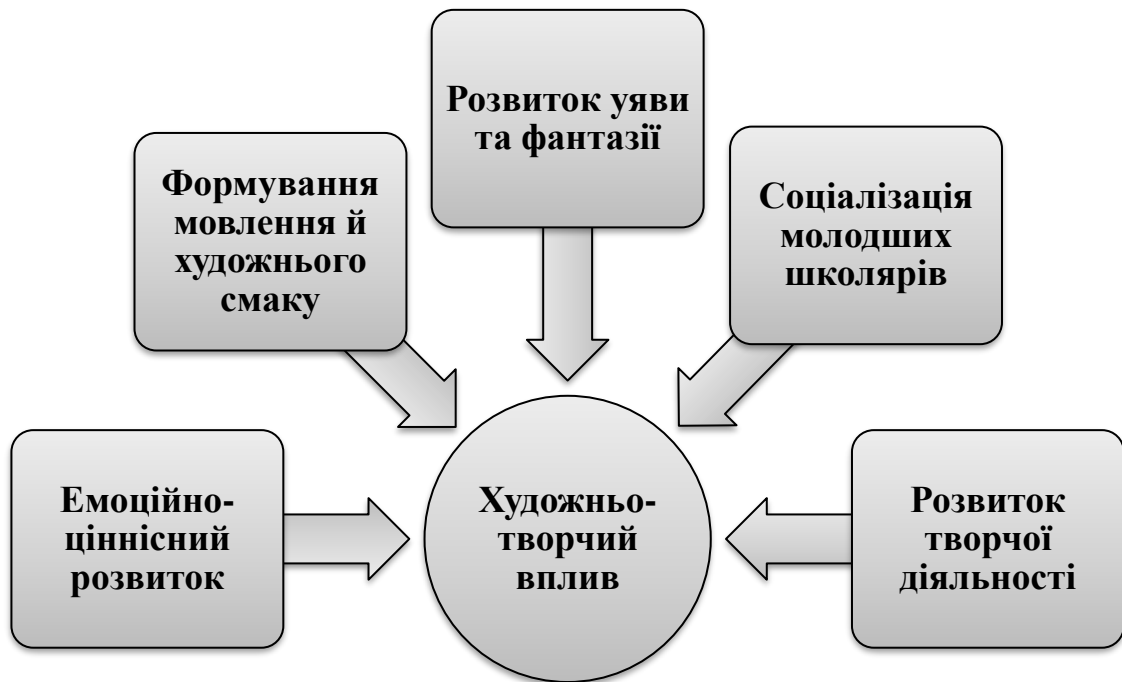 Розвиток уяви
та фантазії
Формування
мовлення й
художнього
смаку
Соціалізація
молодших
школярів
Емоційно-
ціннісний
розвиток
Художньо-
творчий
вплив
Розвиток
творчої
діяльності